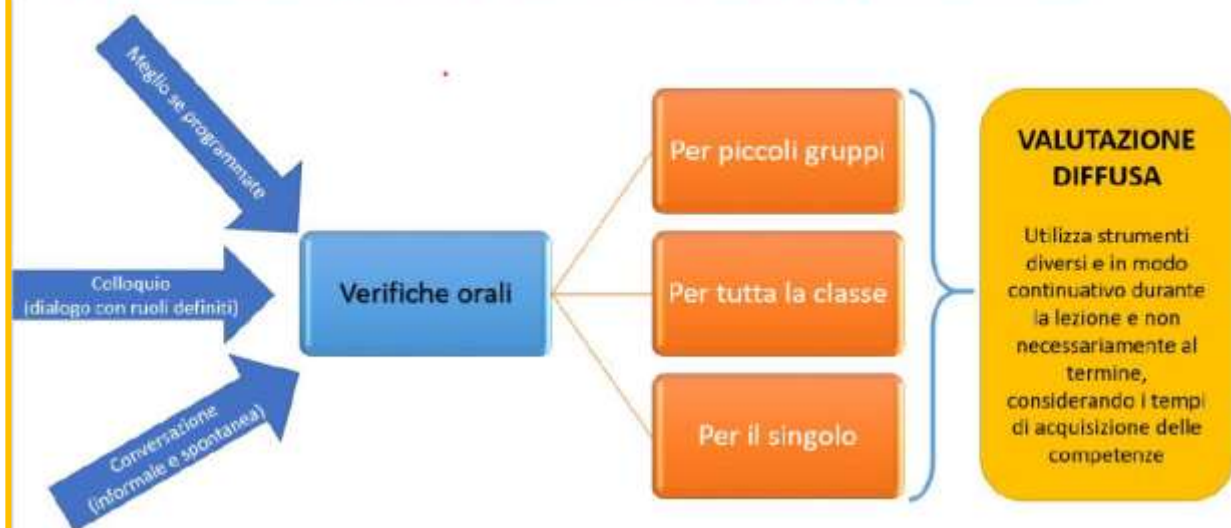 Meglio se programmate
Colloquio
(dialogo con ruoli definiti)
Conversazione
(informale e spontanea)
Verifiche orali
Per piccoli gruppi
Per tutta la classe
Per il singolo
VALUTAZIONE
DIFFUSA
Utilizza strumenti
diversi e in modo
continuativo durante
la lezione e non
necessariamente al
termine,
considerando i tempi
di acquisizione delle
competenze